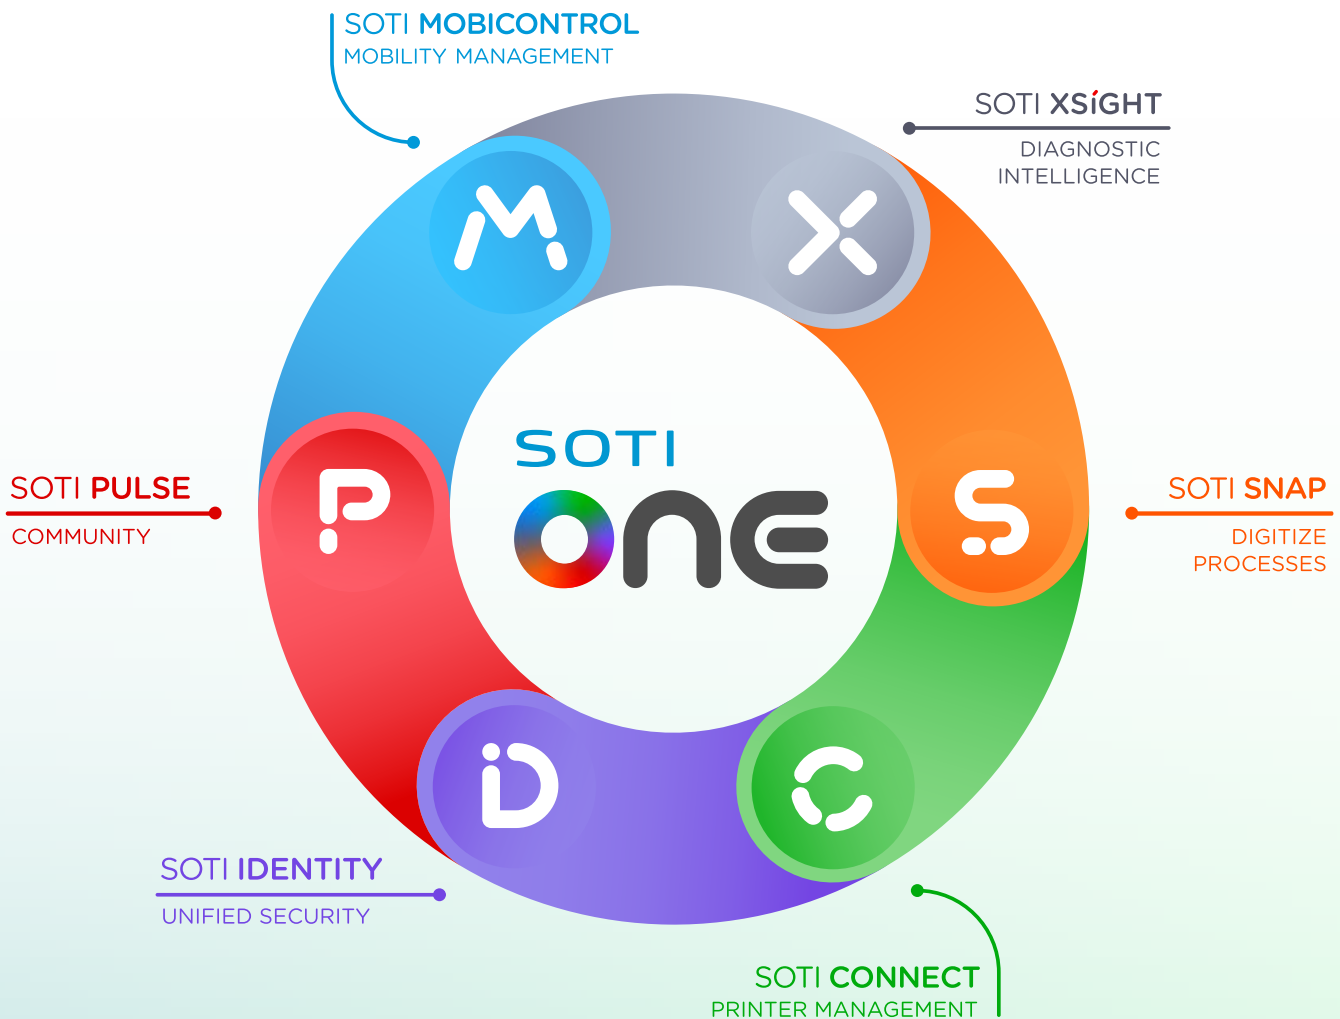 SOTI MOBICONTROL
MOBILITY MANAGEMENT
SOTI XSiGHT
DIAGNOSTIC
INTELLIGENCE
M
X
SOTI
ONE
P
S
SOTI PULSE
COMMUNITY
SOTI SNAP
DIGITIZE
PROCESSES
iD
C
SOTI IDENTITY
UNIFIED SECURITY
SOTI CONNECT
PRINTER MANAGEMENT